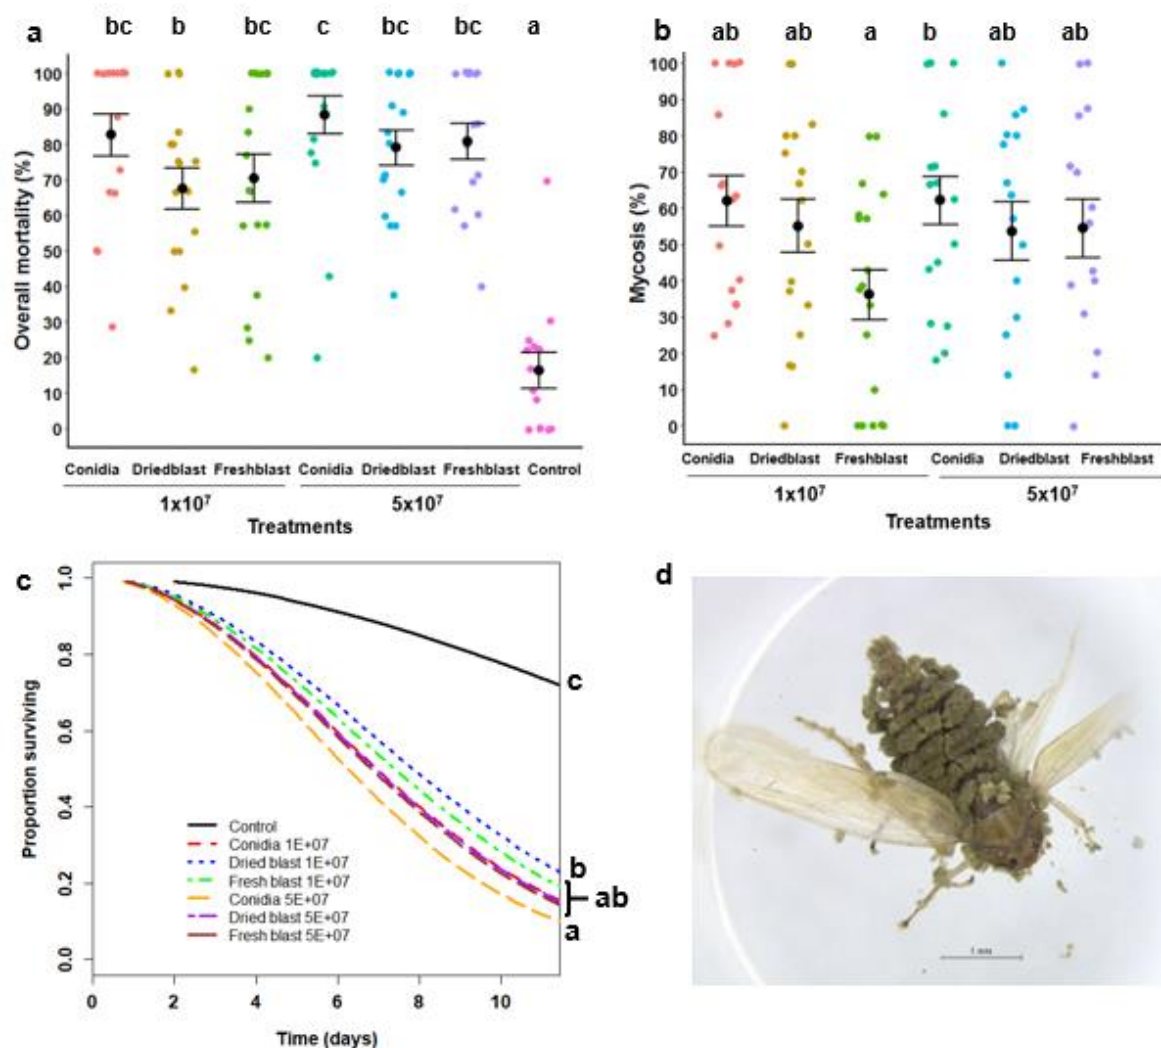 a
bc b bc c bc bc a
Overall mortality (%)
100
90
80
70
60
50
40
30
20
10
0
Conidia Driedblast Freshblast Conidia Driedblast Freshblast Control
1x10⁷ 5x10⁷
Treatments
b
ab ab a b ab ab
Mycosis (%)
100
90
80
70
60
50
40
30
20
10
0
Conidia Driedblast Freshblast Conidia Driedblast Freshblast
1x10⁷ 5x10⁷
Treatments
c
Proportion surviving
1.0
0.8
0.6
0.4
0.2
0.0
Control
Conidia 1E+07
Dried blast 1E+07
Fresh blast 1E+07
Conidia 5E+07
Dried blast 5E+07
Fresh blast 5E+07
c
b
ab
a
0 2 4 6 8 10
Time (days)
d
1 mm